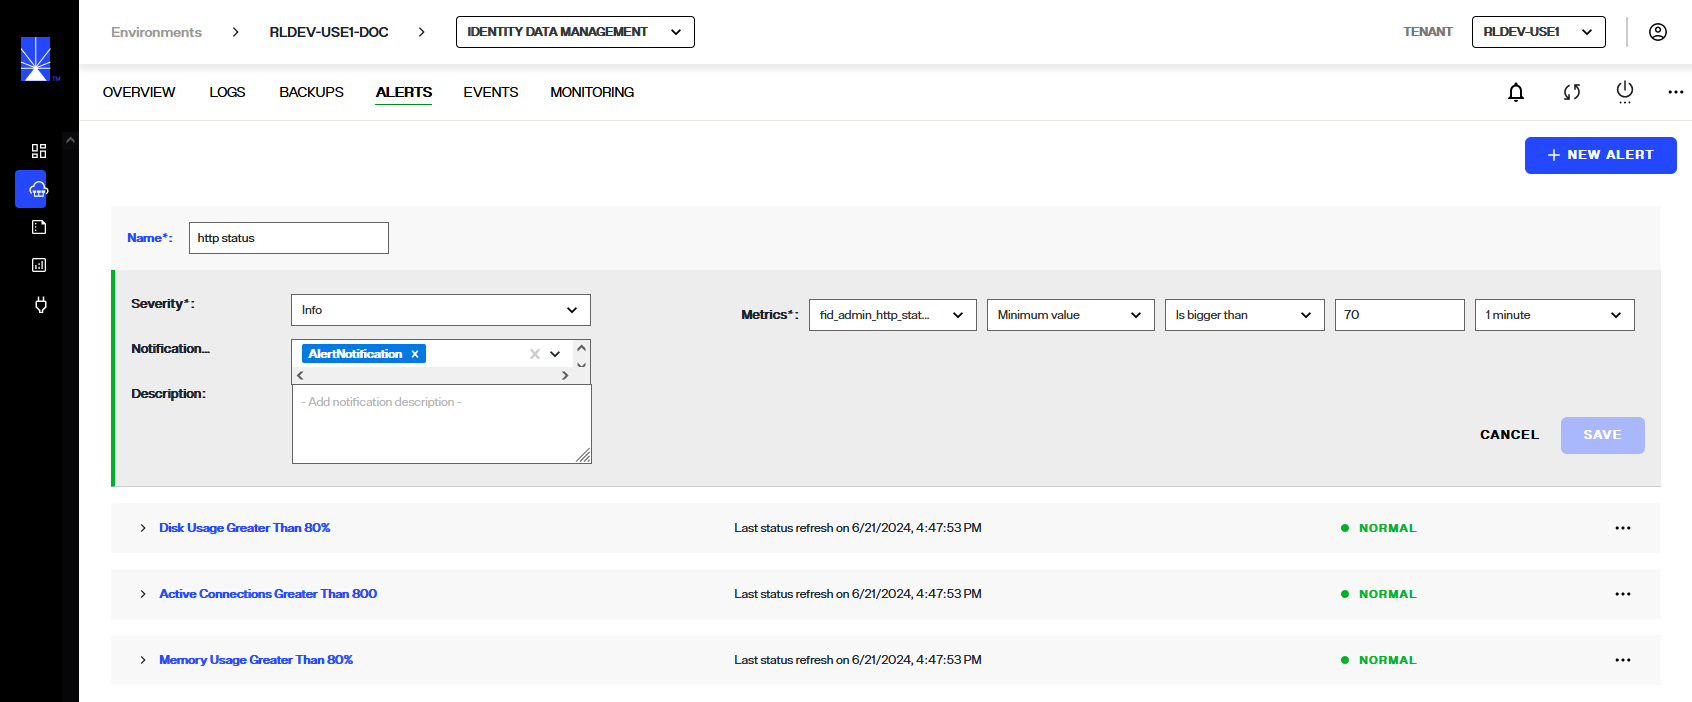 Environments > RLDEV-USE1-DOC > IDENTITY DATA MANAGEMENT TENANT RLDEV-USE1
TM
OVERVIEW LOGS BACKUPS ALERTS EVENTS MONITORING
+ NEW ALERT
Name*: http status
Severity*: Info
Metrics*: fid_admin_http_stat... Minimum value Is bigger than 70 1 minute
Notification... AlertNotification x
Description: - Add notification description -
CANCEL SAVE
Disk Usage Greater Than 80% Last status refresh on 6/21/2024, 4:47:53 PM NORMAL
Active Connections Greater Than 800 Last status refresh on 6/21/2024, 4:47:53 PM NORMAL
Memory Usage Greater Than 80% Last status refresh on 6/21/2024, 4:47:53 PM NORMAL